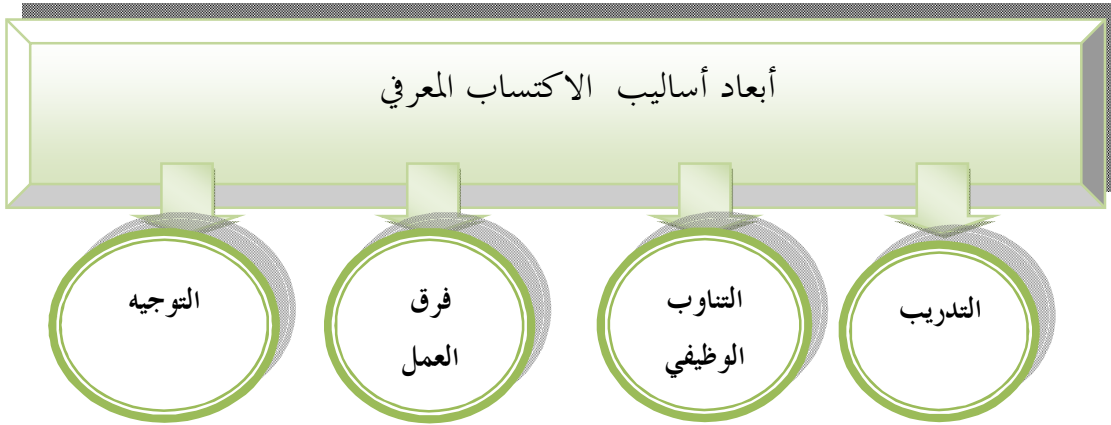 أبعاد أساليب الاكتساب المعرفي
التدريب
التناوب
الوظيفي
فرق
العمل
التوجيه